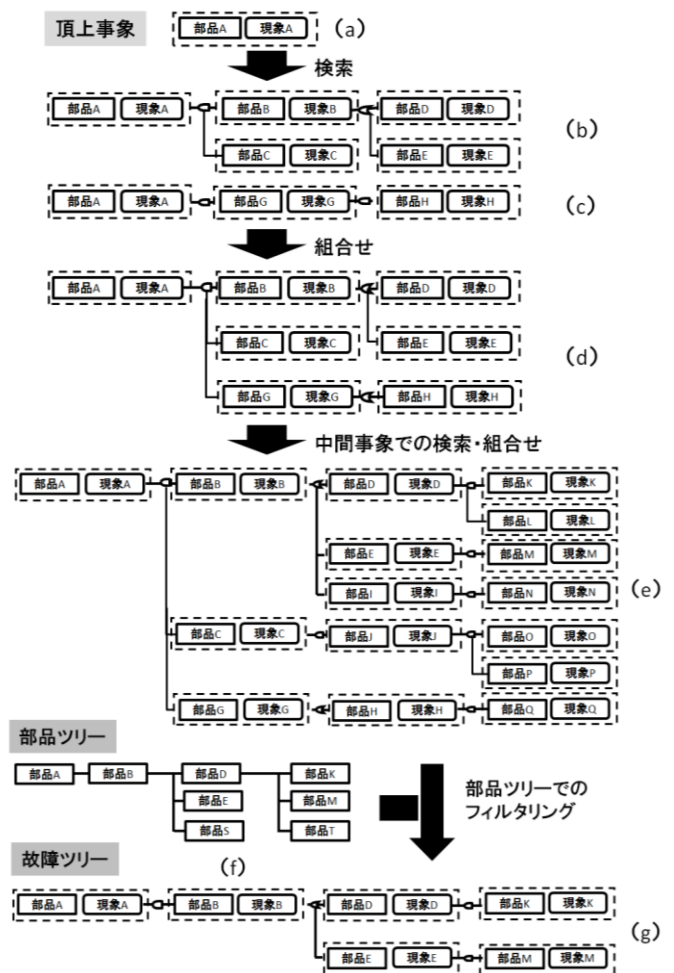 頂上事象
部品A 現象A (a)
検索
部品A 現象A 部品B 現象B 部品D 現象D
(b)
部品C 現象C 部品E 現象E
部品A 現象A 部品G 現象G 部品H 現象H (c)
組合せ
部品A 現象A 部品B 現象B 部品D 現象D
部品C 現象C 部品E 現象E
(d)
部品G 現象G 部品H 現象H
中間事象での検索・組合せ
部品A 現象A 部品B 現象B 部品D 現象D 部品K 現象K
部品L 現象L
部品E 現象E 部品M 現象M
部品I 現象I 部品N 現象N (e)
部品C 現象C 部品J 現象J 部品O 現象O
部品P 現象P
部品G 現象G 部品H 現象H 部品Q 現象Q
部品ツリー
部品A 部品B 部品D 部品K
部品E 部品M
部品S 部品T
部品ツリーでの
フィルタリング
(f)
故障ツリー
部品A 現象A 部品B 現象B 部品D 現象D 部品K 現象K
(g)
部品E 現象E 部品M 現象M